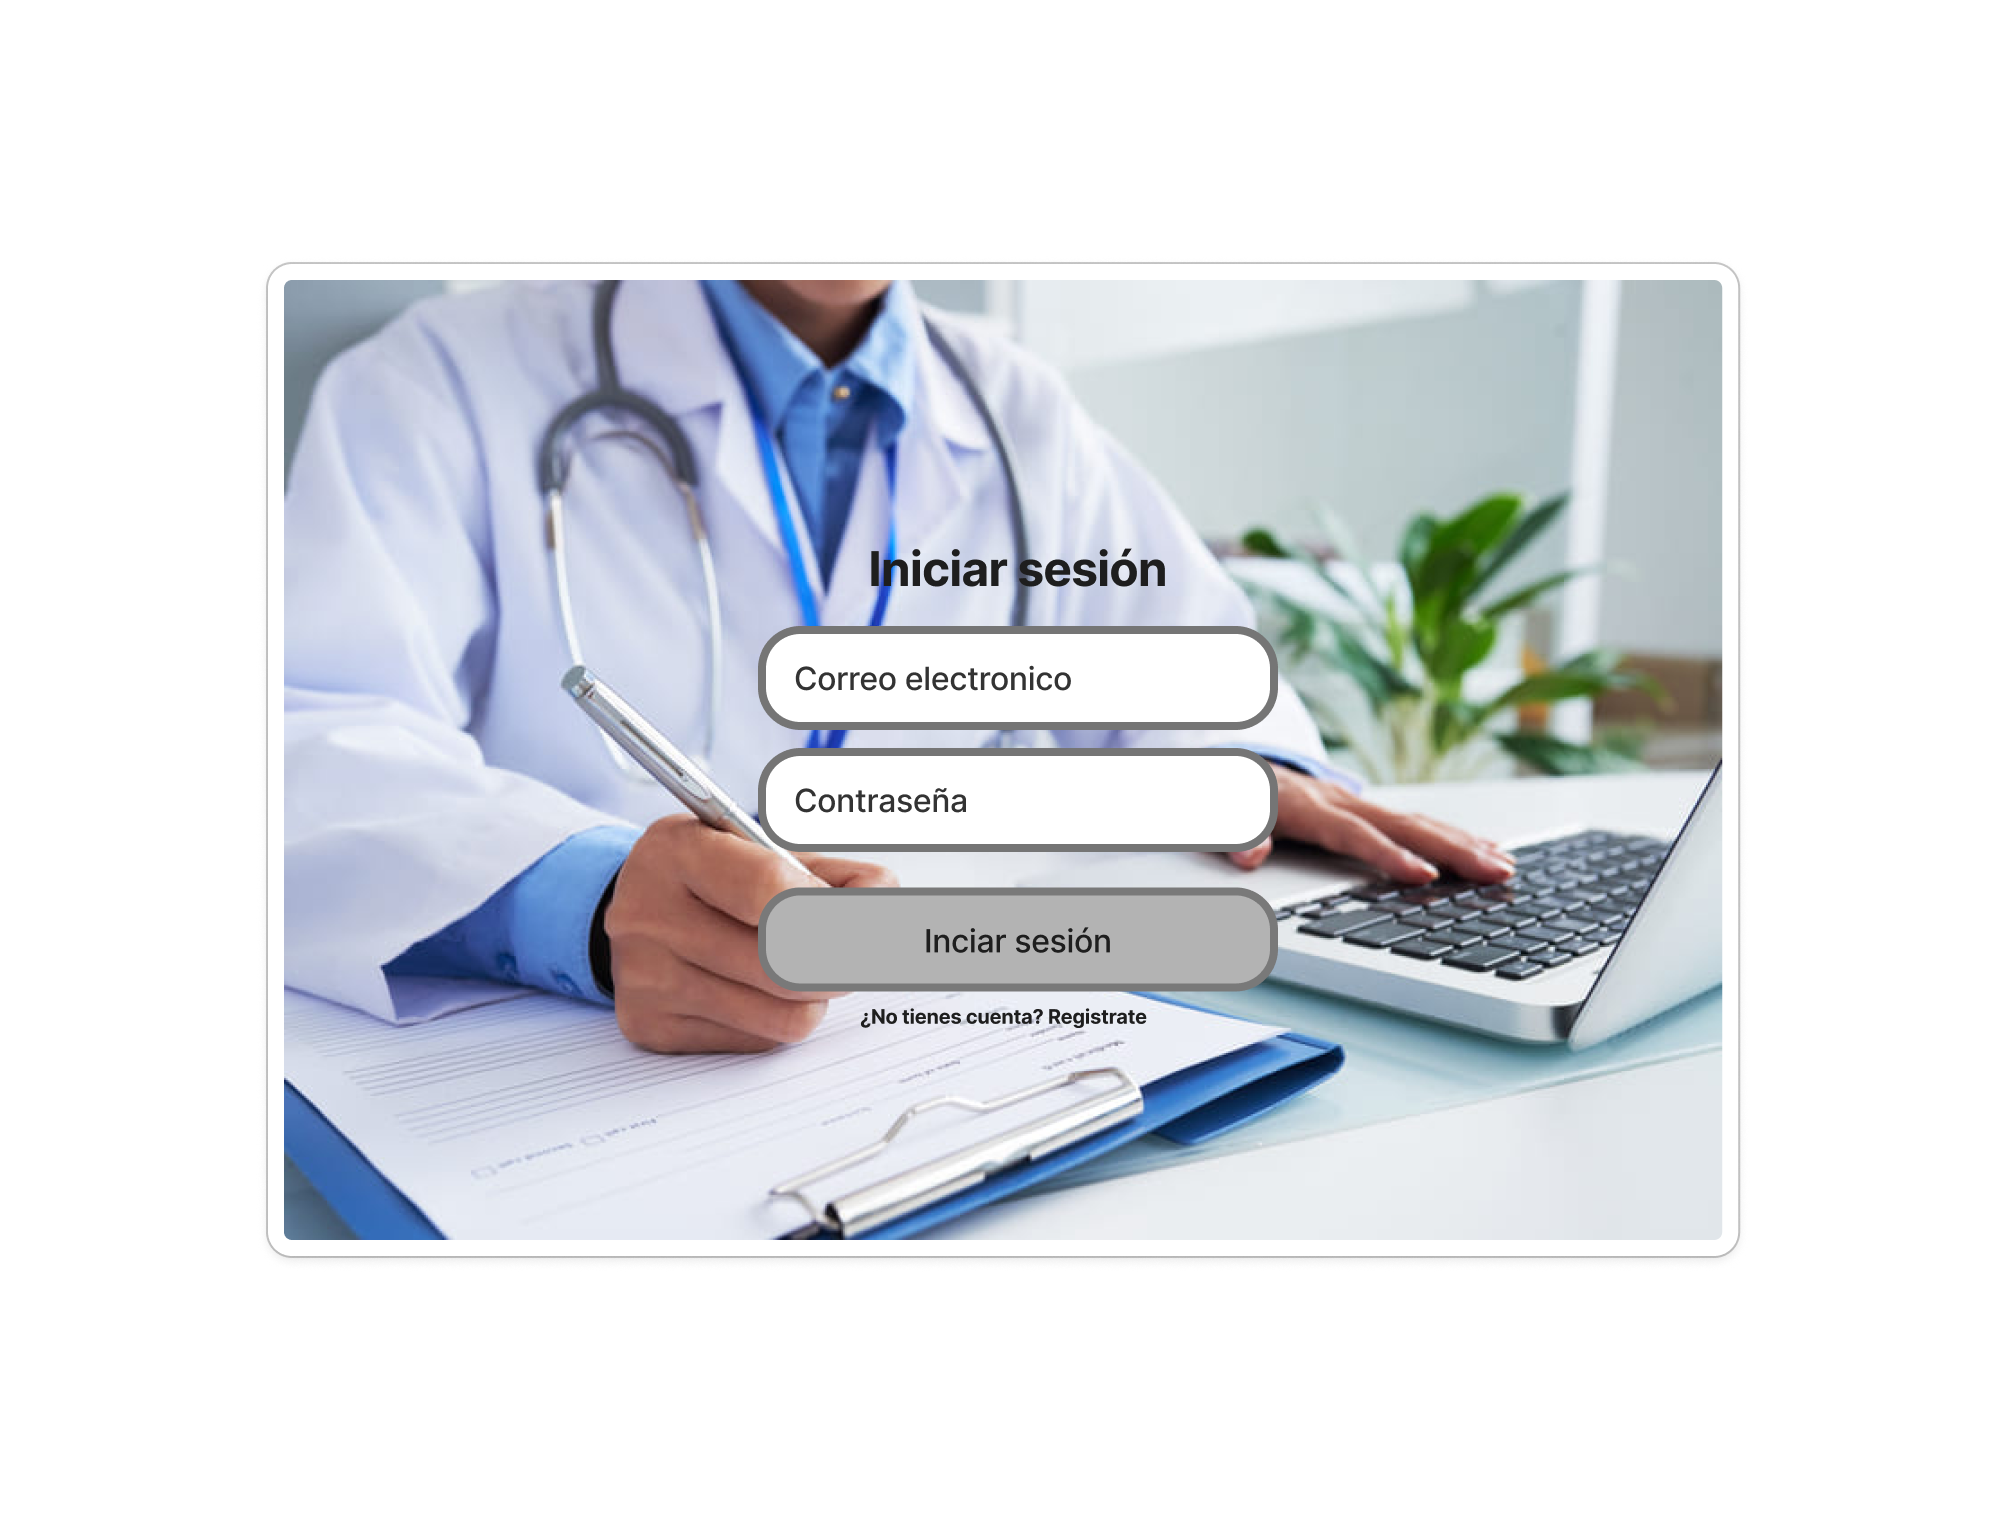 Iniciar sesión
Correo electronico
Contraseña
Inciar sesión
¿No tienes cuenta? Registrate